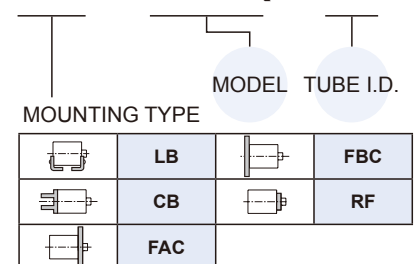 MODEL TUBE I.D.
MOUNTING TYPE
LB FBC
CB RF
FAC